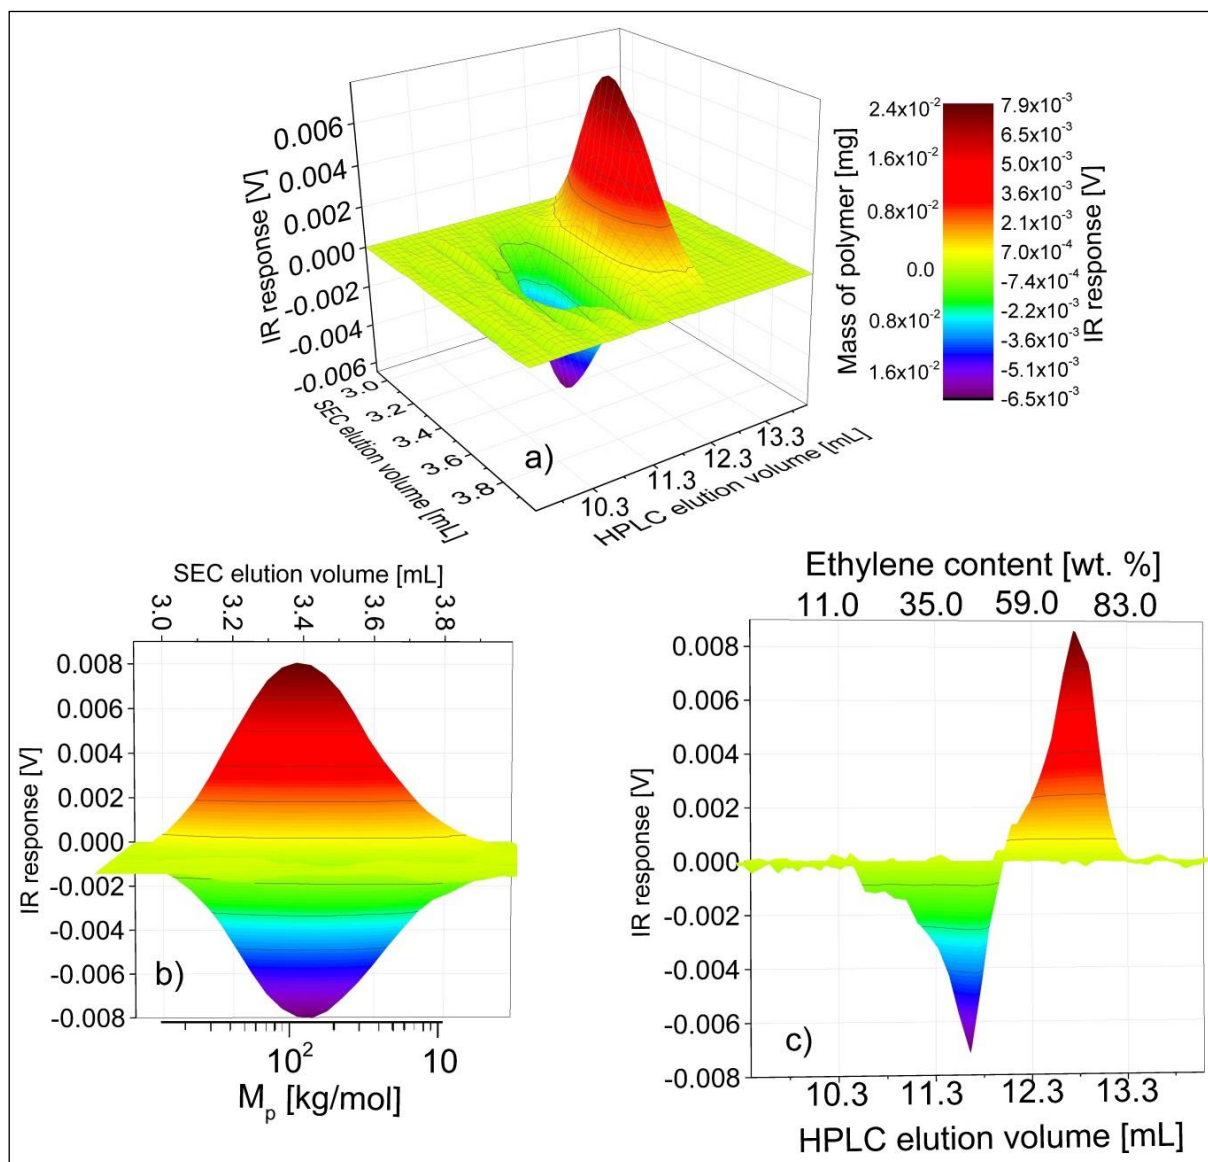 0.006
0.004
0.002
0.000
-0.002
-0.004
-0.006
IR response [V]
3.0
3.2
3.4
3.6
3.8
SEC elution volume [mL]
a)
10.3
11.3
12.3
13.3
HPLC elution volume [mL]
Mass of polymer [mg]
2.4x10⁻²
1.6x10⁻²
0.8x10⁻²
0.0
0.8x10⁻²
1.6x10⁻²
7.9x10⁻³
6.5x10⁻³
5.0x10⁻³
3.6x10⁻³
2.1x10⁻³
7.0x10⁻⁴
-7.4x10⁻⁴
-2.2x10⁻³
-3.6x10⁻³
-5.1x10⁻³
-6.5x10⁻³
IR response [V]
SEC elution volume [mL]
3.0 3.2 3.4 3.6 3.8
0.008
0.006
0.004
0.002
0.000
-0.002
-0.004
-0.006
-0.008
IR response [V]
b)
10² 10
Mₚ [kg/mol]
Ethylene content [wt. %]
11.0 35.0 59.0 83.0
0.008
0.006
0.004
0.002
0.000
-0.002
-0.004
-0.006
-0.008
IR response [V]
c)
10.3 11.3 12.3 13.3
HPLC elution volume [mL]